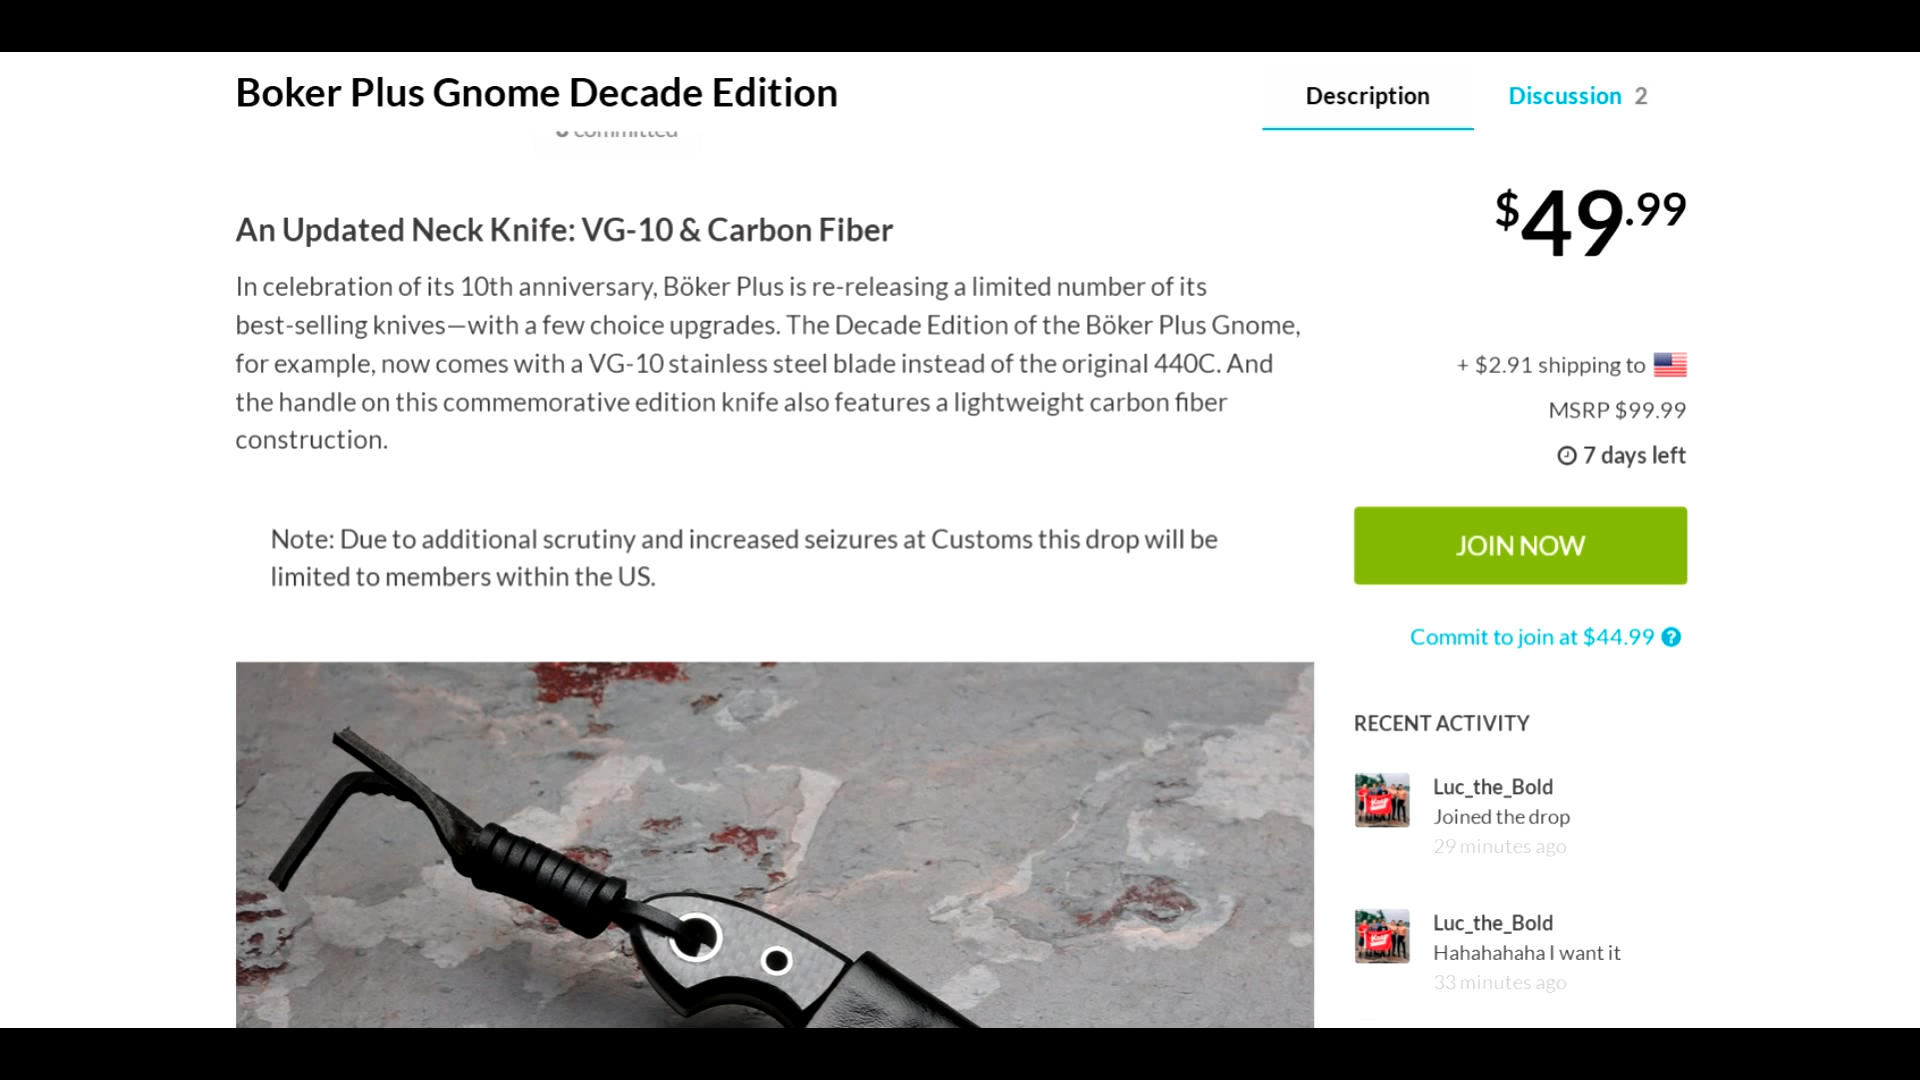 Boker Plus Gnome Decade Edition
Description
Discussion 2
committed
$49.99
An Updated Neck Knife: VG-10 & Carbon Fiber
In celebration of its 10th anniversary, Böker Plus is re-releasing a limited number of its
best-selling knives—with a few choice upgrades. The Decade Edition of the Böker Plus Gnome,
for example, now comes with a VG-10 stainless steel blade instead of the original 440C. And
the handle on this commemorative edition knife also features a lightweight carbon fiber
construction.
Note: Due to additional scrutiny and increased seizures at Customs this drop will be
limited to members within the US.
+ $2.91 shipping to
MSRP $99.99
7 days left
JOIN NOW
Commit to join at $44.99 ?
RECENT ACTIVITY
Luc_the_Bold
Joined the drop
29 minutes ago
Luc_the_Bold
Hahahahaha I want it
33 minutes ago